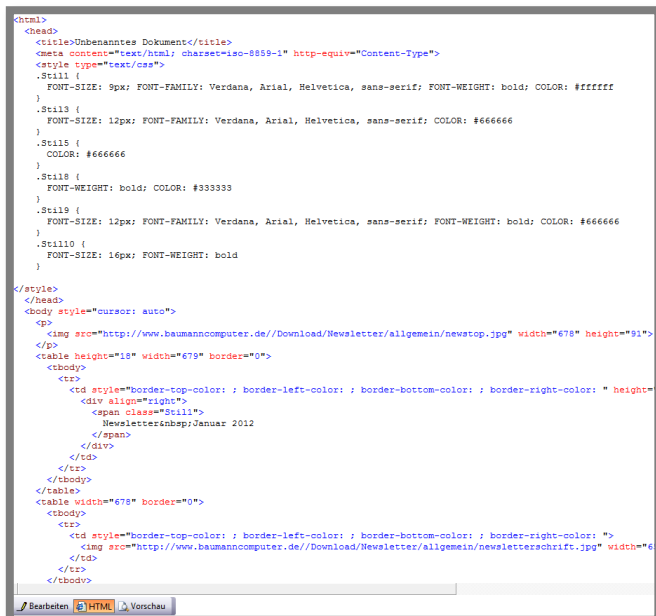 <html>
<head>
<title>Unbenanntes Dokument</title>
<meta content="text/html; charset=iso-8859-1" http-equiv="Content-Type">
<style type="text/css">
.Stil1 {
FONT-SIZE: 9px; FONT-FAMILY: Verdana, Arial, Helvetica, sans-serif; FONT-WEIGHT: bold; COLOR: #ffffff
}
.Stil3 {
FONT-SIZE: 12px; FONT-FAMILY: Verdana, Arial, Helvetica, sans-serif; COLOR: #666666
}
.Stil5 {
COLOR: #666666
}
.Stil8 {
FONT-WEIGHT: bold; COLOR: #333333
}
.Stil9 {
FONT-SIZE: 12px; FONT-FAMILY: Verdana, Arial, Helvetica, sans-serif; FONT-WEIGHT: bold; COLOR: #666666
}
.Stil10 {
FONT-SIZE: 16px; FONT-WEIGHT: bold
}
</style>
</head>
<body style="cursor: auto">
<p>
<img src="http://www.baumanncomputer.de//Download/Newsletter/allgemein/newstop.jpg" width="678" height="91">
</p>
<table height="18" width="679" border="0">
<tbody>
<tr>
<td style="border-top-color: ; border-left-color: ; border-bottom-color: ; border-right-color: " height="
<div align="right">
<span class="Stil1">
Newsletter&nbsp;Januar 2012
</span>
</div>
</td>
</tr>
</tbody>
</table>
<table width="678" border="0">
<tbody>
<tr>
<td style="border-top-color: ; border-left-color: ; border-bottom-color: ; border-right-color: ">
<img src="http://www.baumanncomputer.de//Download/Newsletter/allgemein/newsletterschrift.jpg" width="65
</td>
</tr>
</tbody>
Bearbeiten HTML Vorschau